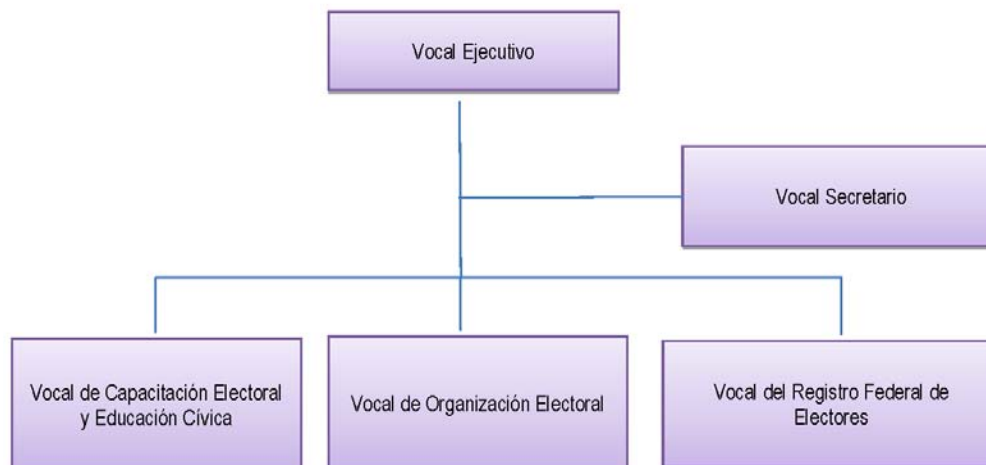 Vocal Ejecutivo
Vocal Secretario
Vocal de Capacitación Electoral
y Educación Cívica
Vocal de Organización Electoral
Vocal del Registro Federal de
Electores